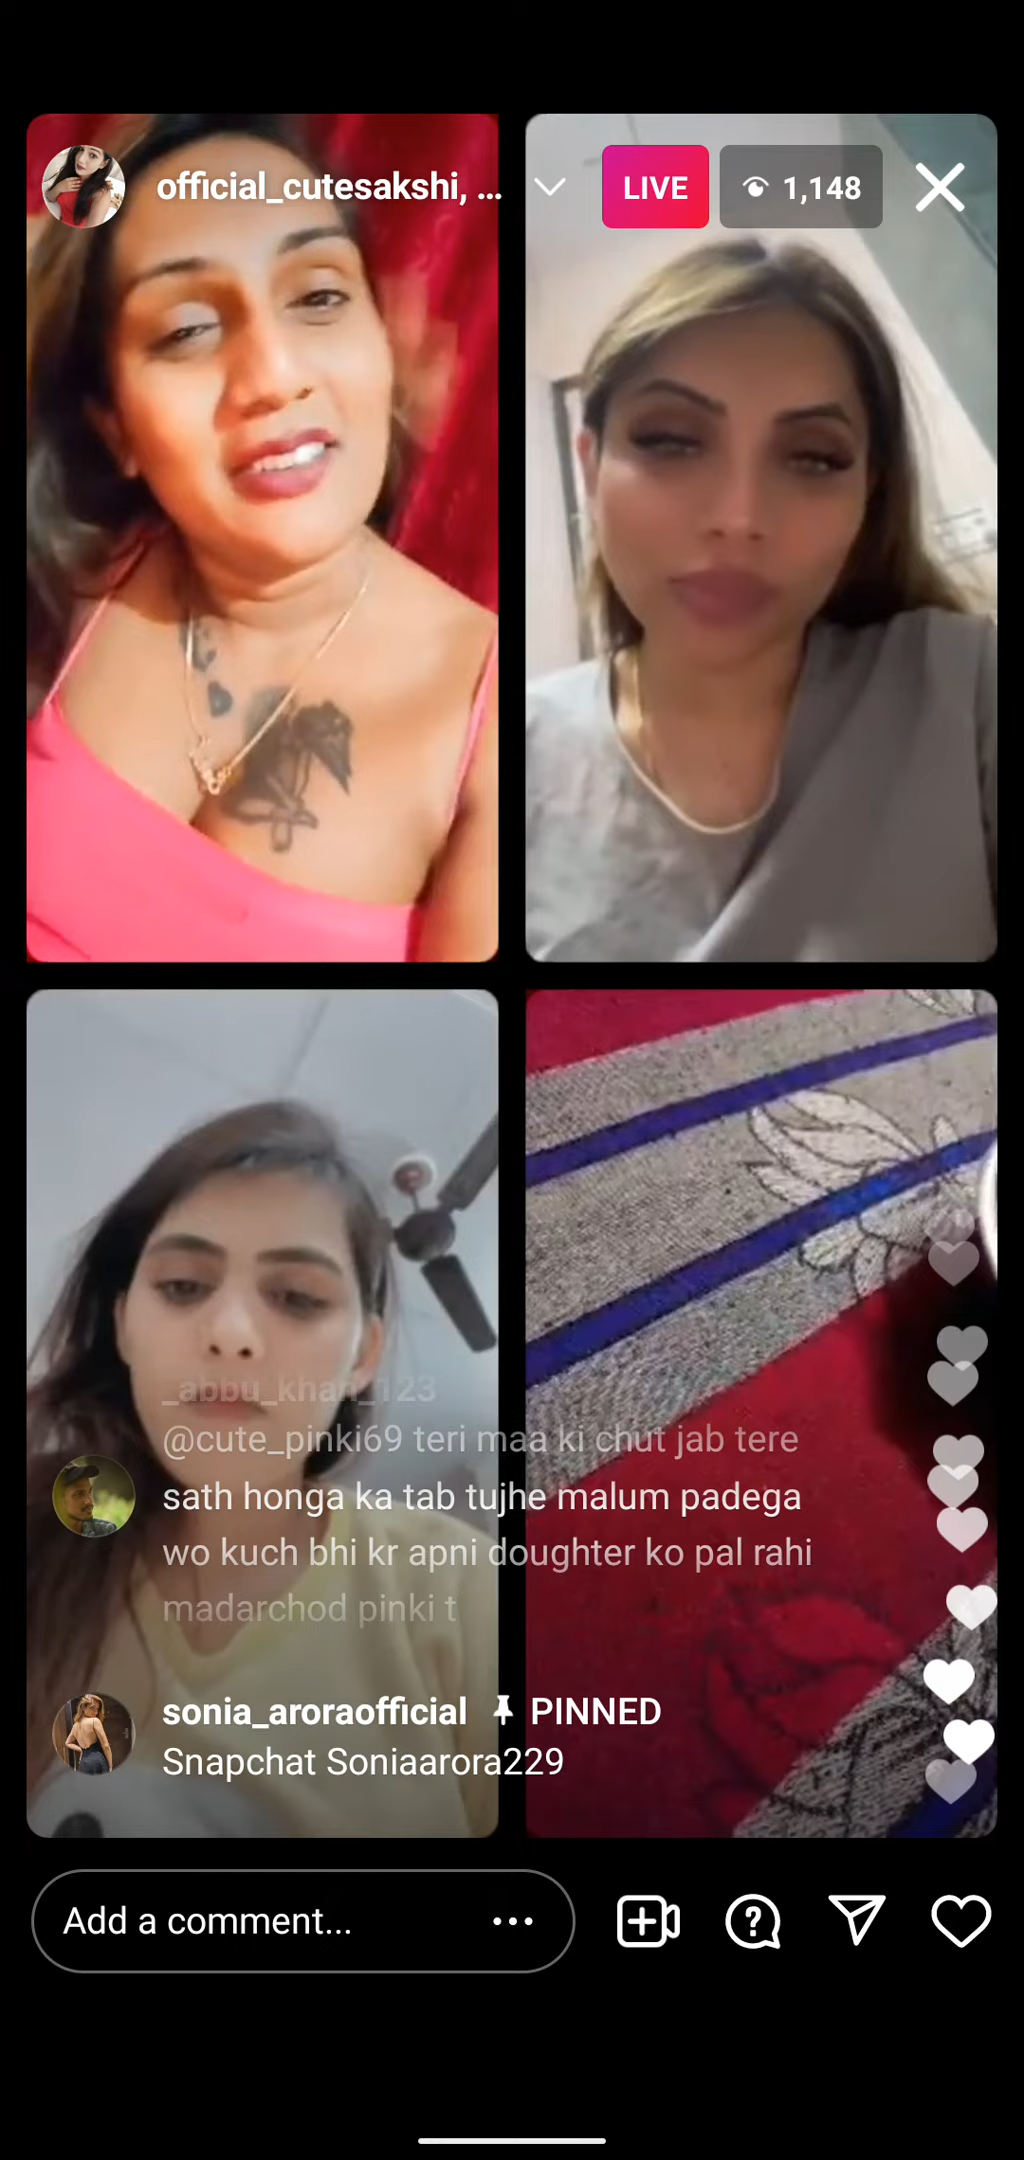 official_cutesakshi, ...
LIVE
1,148
_abbu_khan_123
@cute_pinki69 teri maa ki chut jab tere
sath honga ka tab tujhe malum padega
wo kuch bhi kr apni doughter ko pal rahi
madarchod pinki t
sonia_aroraofficial PINNED
Snapchat Soniaarora229
Add a comment...